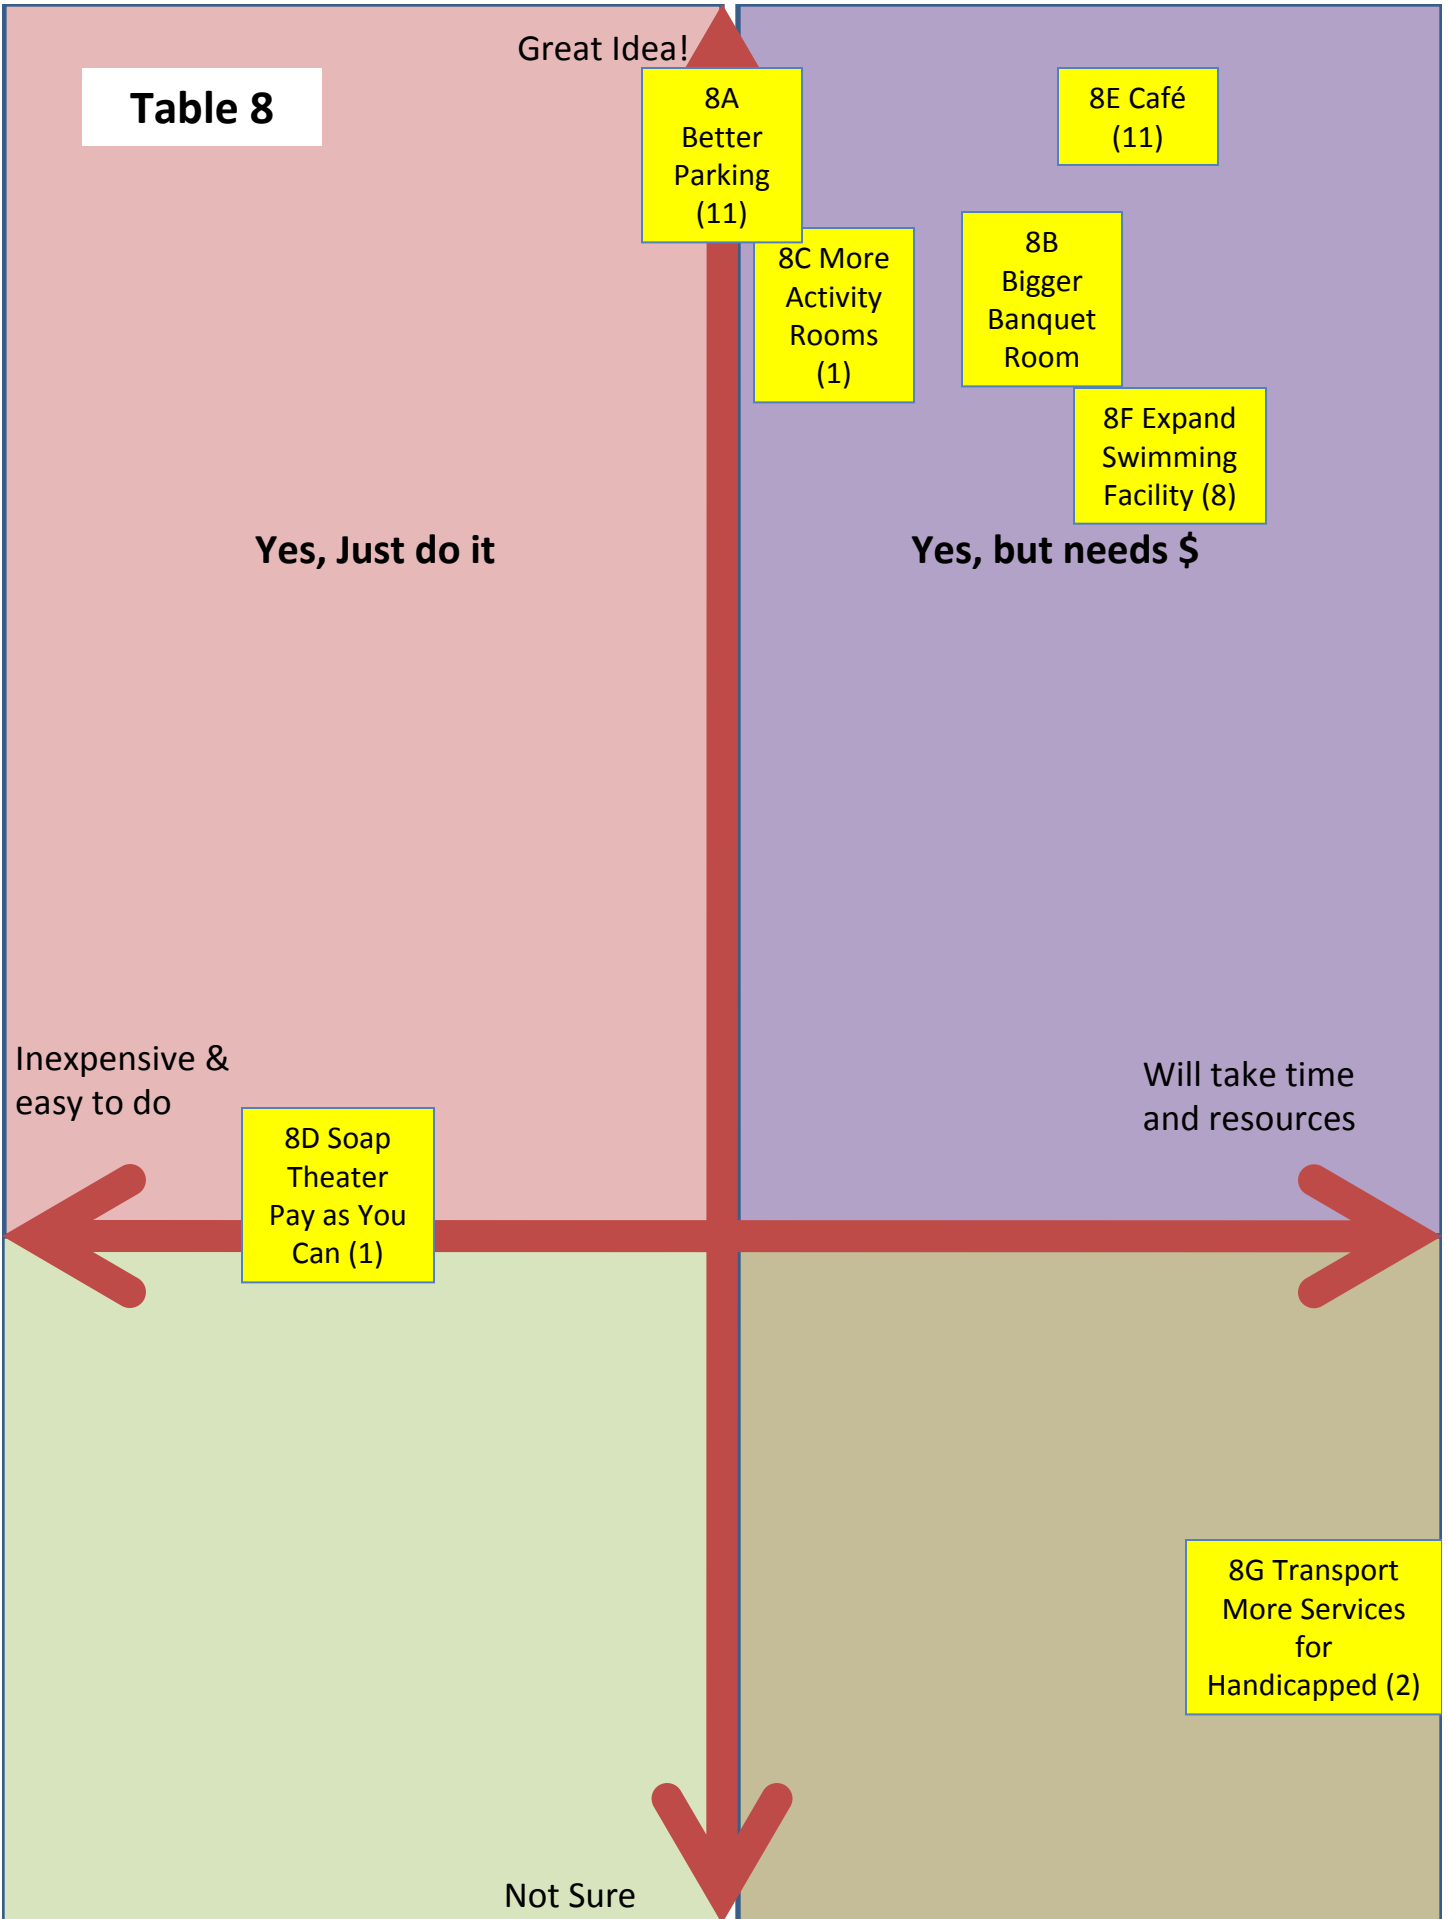 Great Idea!
Table 8
8A
Better
Parking
(11)
8E Café
(11)
8C More
Activity
Rooms
(1)
8B
Bigger
Banquet
Room
8F Expand
Swimming
Facility (8)
Yes, Just do it
Yes, but needs $
Inexpensive &
easy to do
Will take time
and resources
8D Soap
Theater
Pay as You
Can (1)
8G Transport
More Services
for
Handicapped (2)
Not Sure